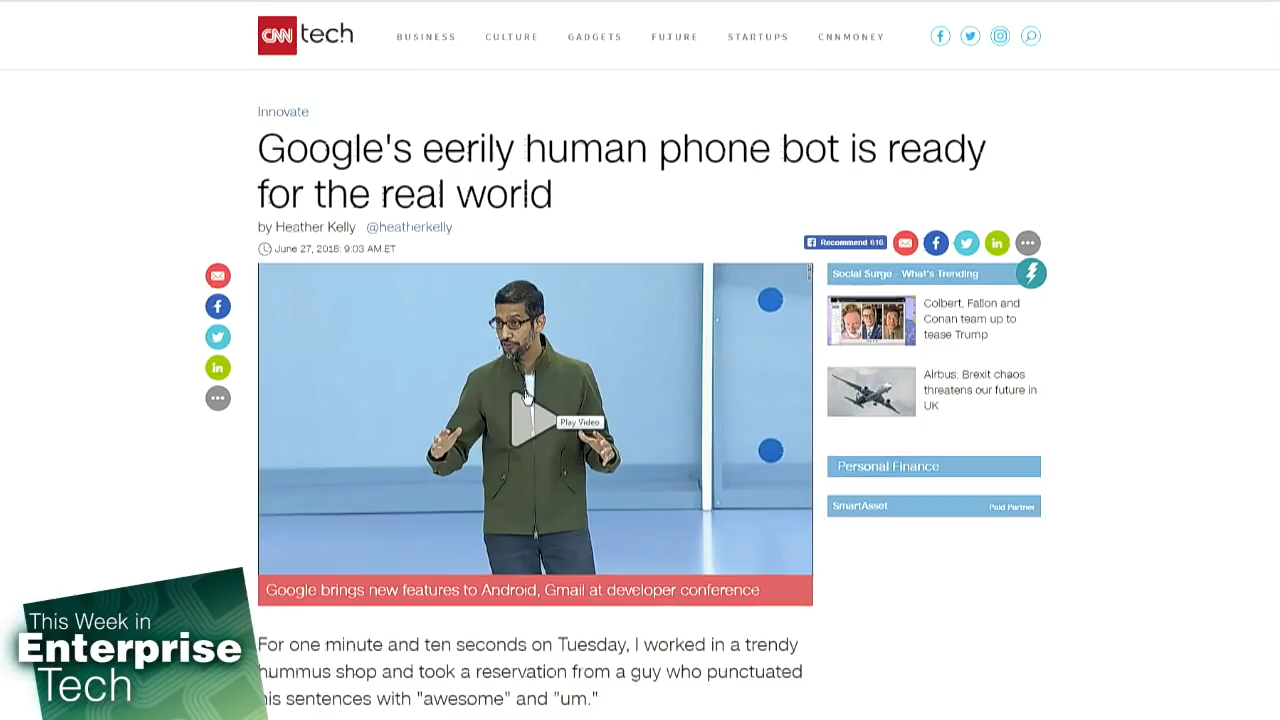 CNN tech
BUSINESS CULTURE GADGETS FUTURE STARTUPS CNNMONEY
Innovate
Google's eerily human phone bot is ready
for the real world
by Heather Kelly @heatherkelly
June 27, 2018: 9:03 AM ET
Recommend 616
Social Surge - What's Trending
Colbert, Fallon and
Conan team up to
tease Trump
Airbus: Brexit chaos
threatens our future in
UK
Play Video
Personal Finance
SmartAsset Paid Partner
Google brings new features to Android, Gmail at developer conference
For one minute and ten seconds on Tuesday, I worked in a trendy
hummus shop and took a reservation from a guy who punctuated
his sentences with "awesome" and "um."
This Week in
Enterprise
Tech